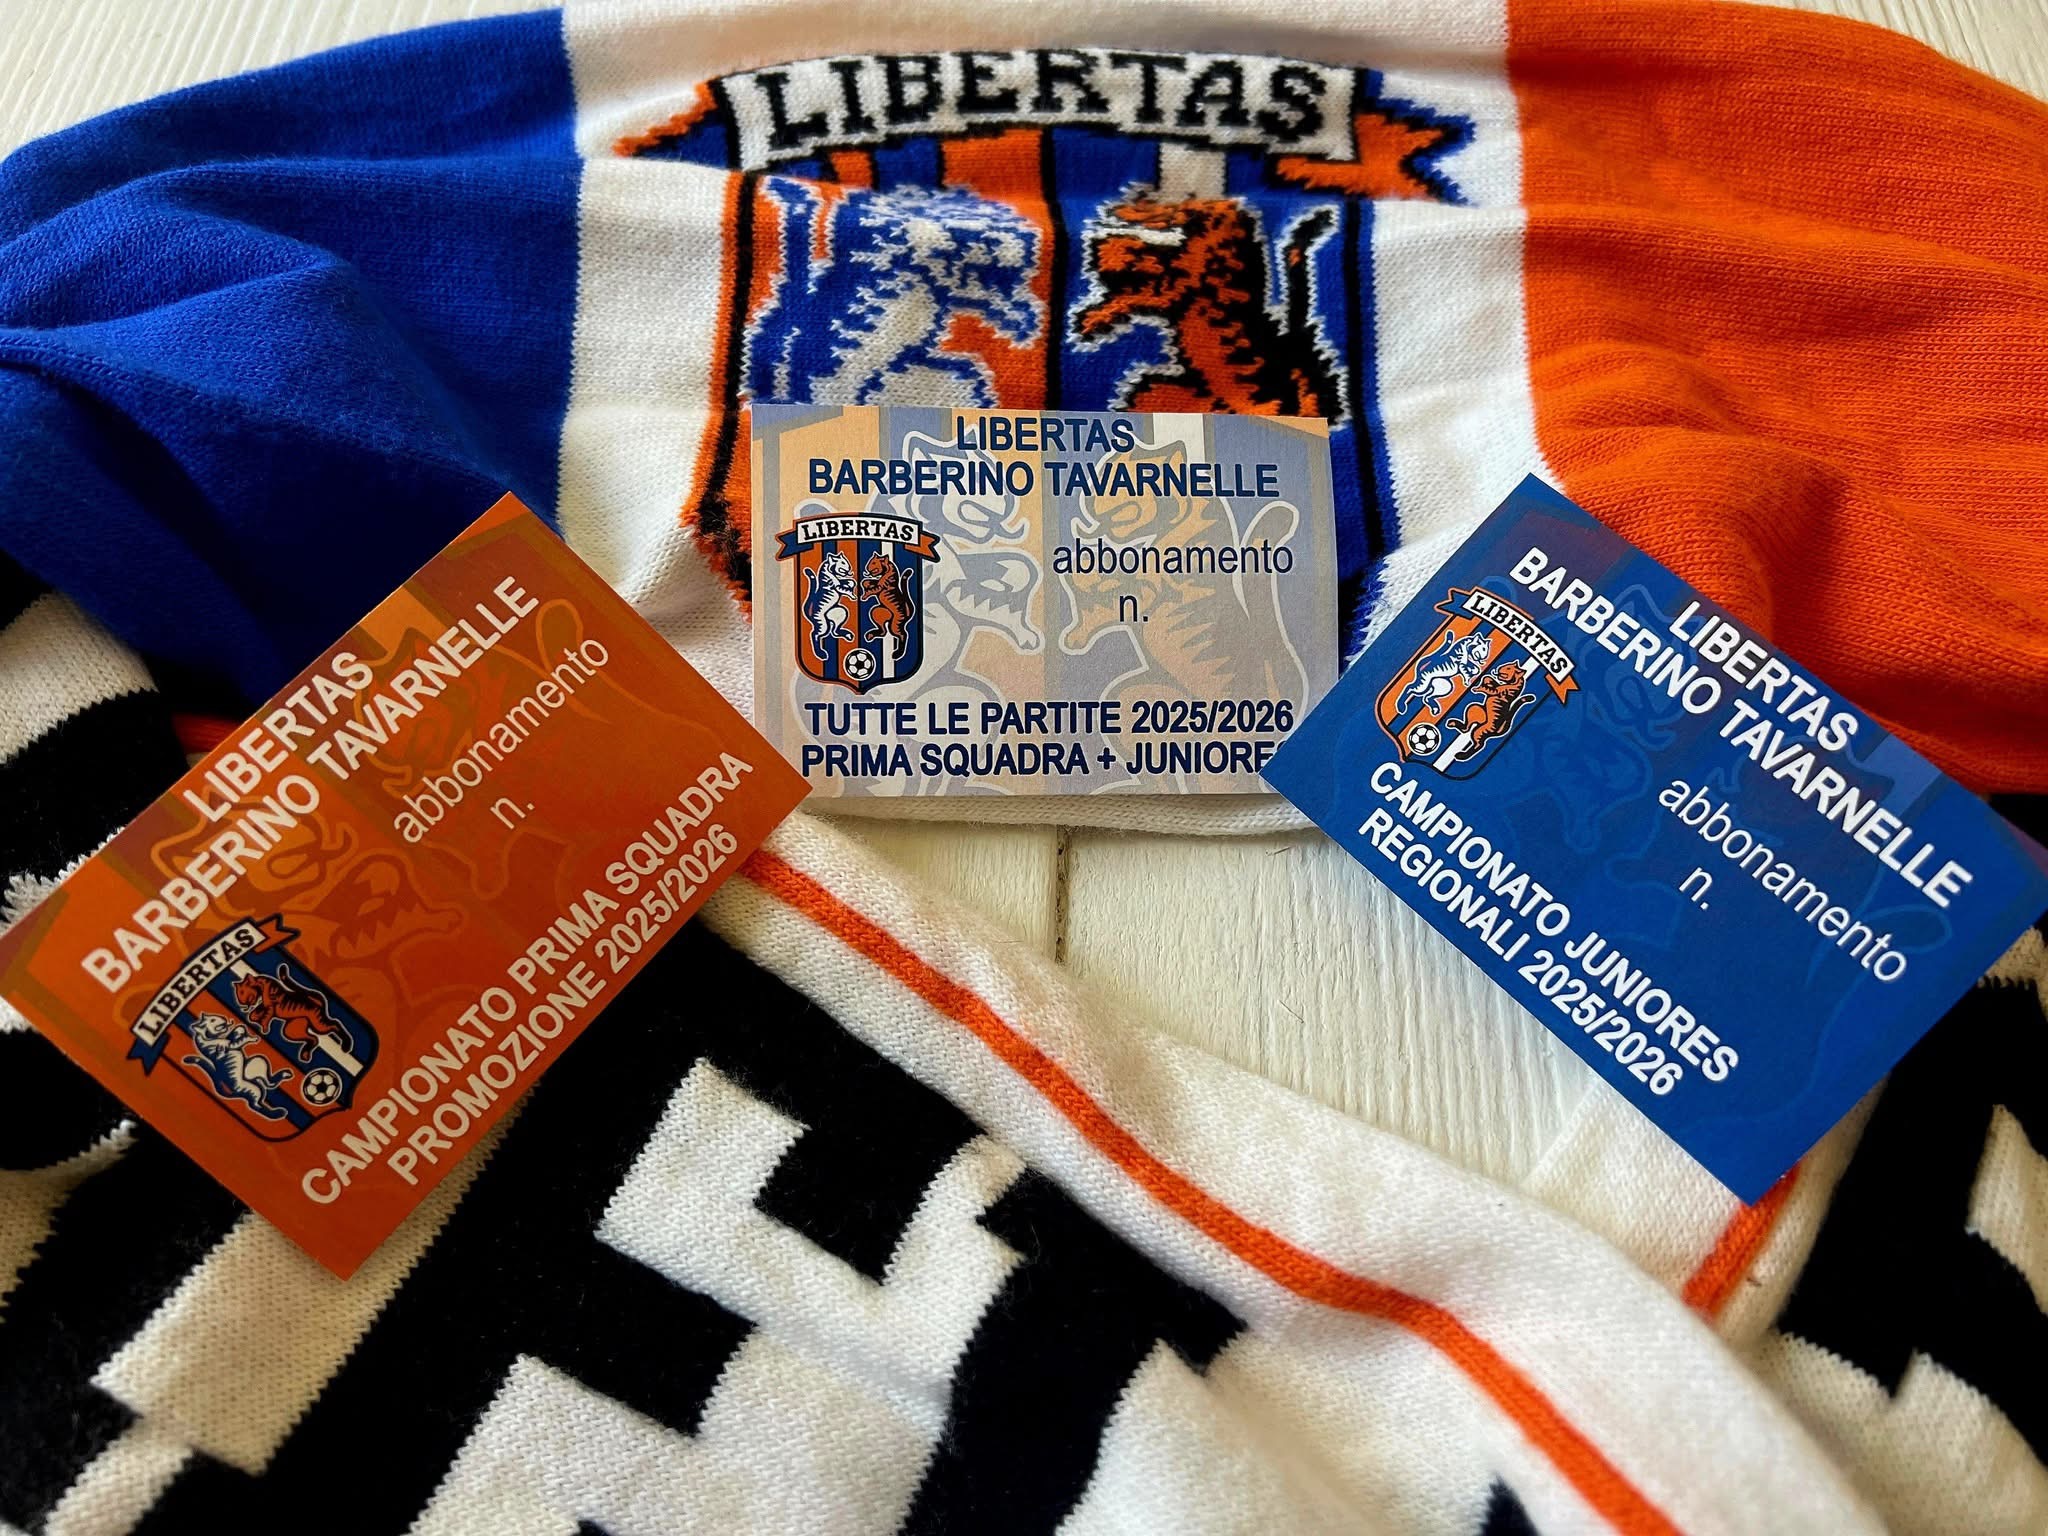 LIBERTAS
LIBERTAS
BARBERINO TAVARNELLE
LIBERTAS
abbonamento
n.
TUTTE LE PARTITE 2025/2026
PRIMA SQUADRA + JUNIORES
LIBERTAS
BARBERINO TAVARNELLE
LIBERTAS
abbonamento
n.
CAMPIONATO PRIMA SQUADRA
PROMOZIONE 2025/2026
LIBERTAS
BARBERINO TAVARNELLE
LIBERTAS
abbonamento
n.
CAMPIONATO JUNIORES
REGIONALI 2025/2026